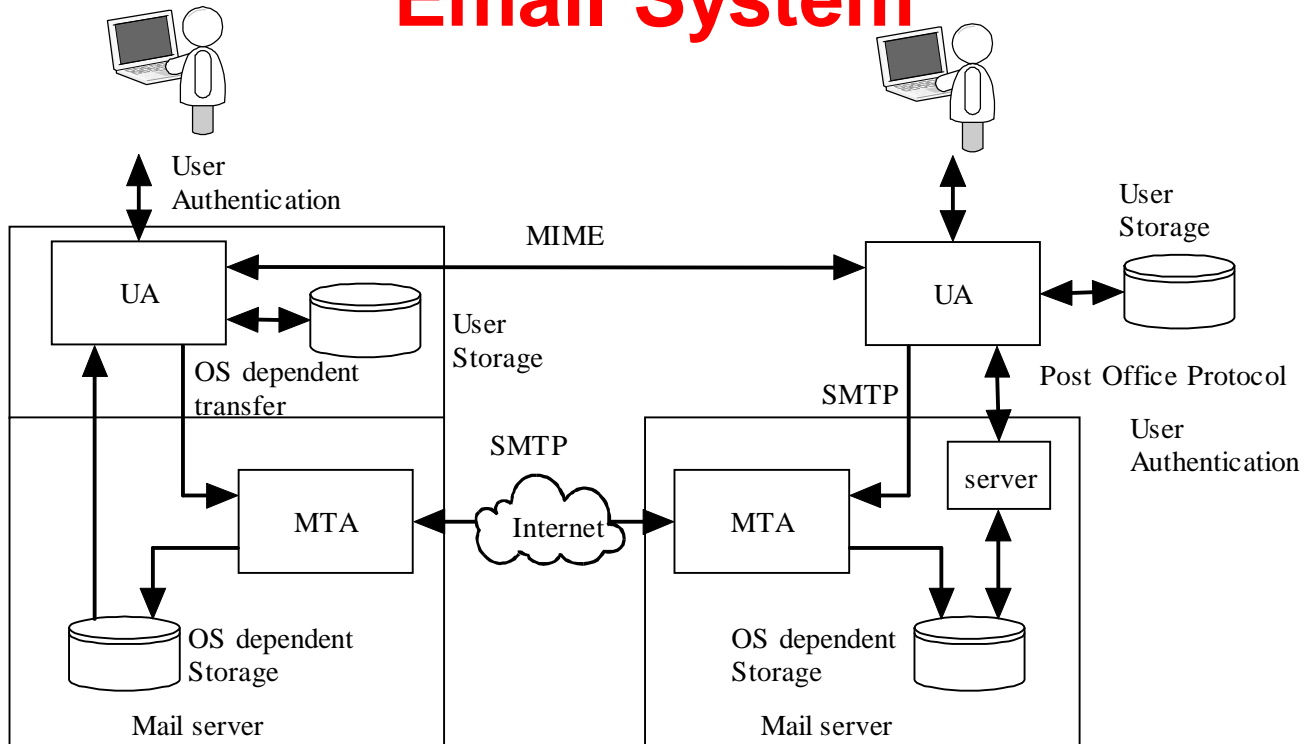 Email System
User
Authentication
MIME
User
Storage
UA
UA
User
Storage
OS dependent
transfer
SMTP
Post Office Protocol
User
Authentication
SMTP
server
MTA
Internet
MTA
OS dependent
Storage
OS dependent
Storage
Mail server
Mail server